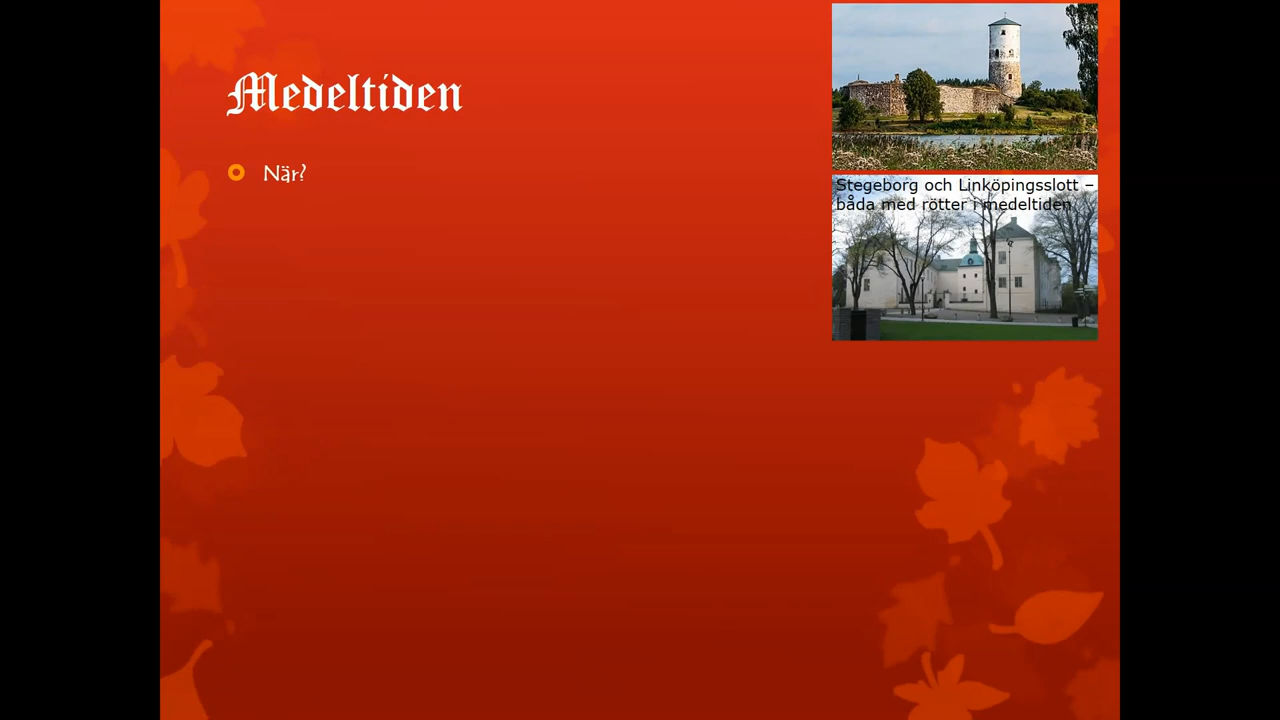 Medeltiden
När?
Stegeborg och Linköpingsslott –
båda med rötter i medeltiden